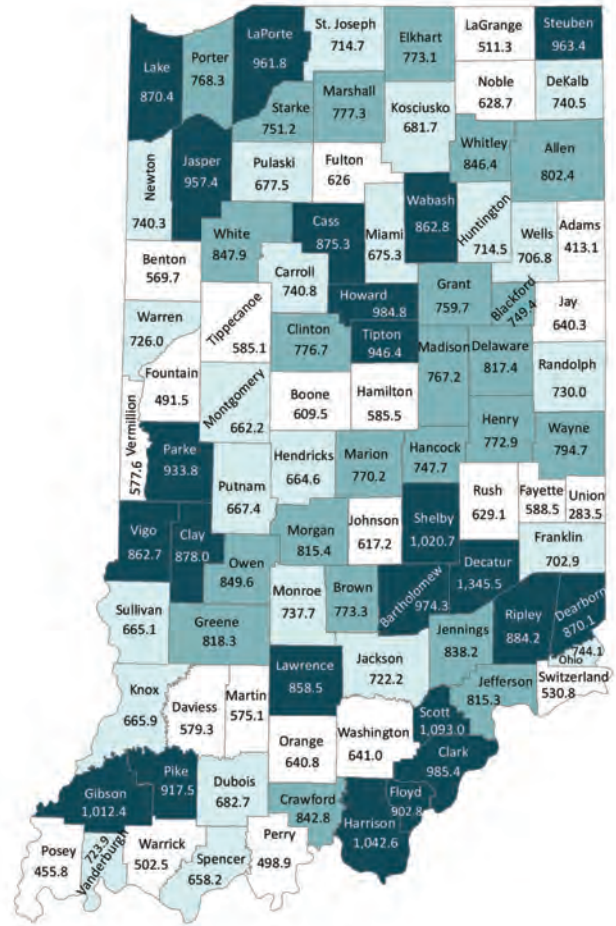 St. Joseph
714.7
LaGrange
511.3
Steuben
963.4
LaPorte
961.8
Elkhart
773.1
Porter
768.3
Lake
870.4
Noble
628.7
DeKalb
740.5
Marshall
777.3
Starke
751.2
Kosciusko
681.7
Whitley
846.4
Allen
802.4
Jasper
957.4
Pulaski
677.5
Fulton
626
Newton
740.3
Wabash
862.8
Huntington
714.5
White
847.9
Cass
875.3
Miami
675.3
Wells
706.8
Adams
413.1
Benton
569.7
Carroll
740.8
Howard
984.8
Grant
759.7
Blackford
749.4
Jay
640.3
Warren
726.0
Tippecanoe
585.1
Clinton
776.7
Tipton
946.4
Madison
767.2
Delaware
817.4
Randolph
730.0
Fountain
491.5
Montgomery
662.2
Boone
609.5
Hamilton
585.5
Vermillion
577.6
Henry
772.9
Wayne
794.7
Parke
933.8
Hendricks
664.6
Marion
770.2
Hancock
747.7
Putnam
667.4
Rush
629.1
Fayette
588.5
Union
283.5
Vigo
862.7
Clay
878.0
Morgan
815.4
Johnson
617.2
Shelby
1,020.7
Franklin
702.9
Owen
849.6
Decatur
1,345.5
Monroe
737.7
Brown
773.3
Bartholomew
974.3
Sullivan
665.1
Greene
818.3
Ripley
884.2
Dearborn
870.1
Jennings
838.2
Ohio
744.1
Lawrence
858.5
Jackson
722.2
Jefferson
815.3
Switzerland
530.8
Knox
665.9
Daviess
579.3
Martin
575.1
Scott
1,093.0
Orange
640.8
Washington
641.0
Clark
985.4
Gibson
1,012.4
Pike
917.5
Dubois
682.7
Floyd
902.8
Crawford
842.8
Harrison
1,042.6
Posey
455.8
723.9
Vanderburgh
Warrick
502.5
Spencer
658.2
Perry
498.9